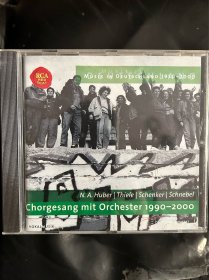 RCA
MUSIK IN DEUTSCHLAND 1950–2000
N. A. Huber | Thiele | Schenker | Schnebel
Chorgesang mit Orchester 1990–2000